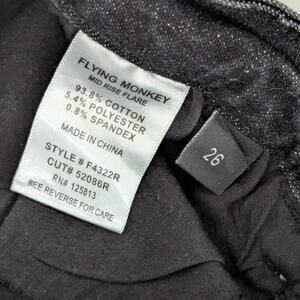 FLYING MONKEY
MID RISE FLARE
93.8% COTTON
5.4% POLYESTER
0.8% SPANDEX
MADE IN CHINA
STYLE # F4322R
CUT# 52086R
RN# 125813
SEE REVERSE FOR CARE
26